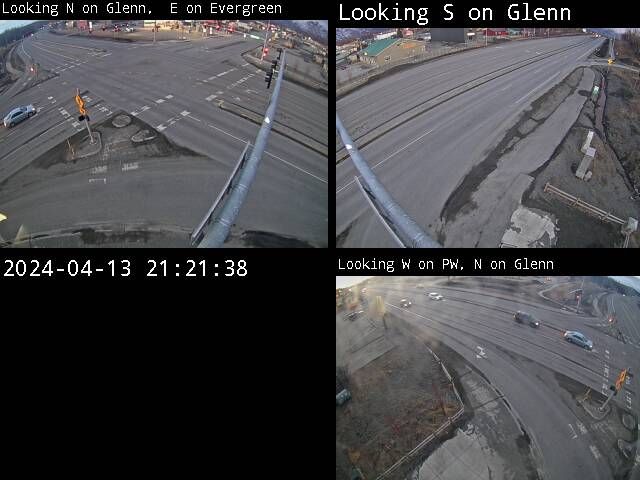 Looking N on Glenn, E on Evergreen
Looking S on Glenn
2024-04-13 21:21:38
Looking W on PW, N on Glenn